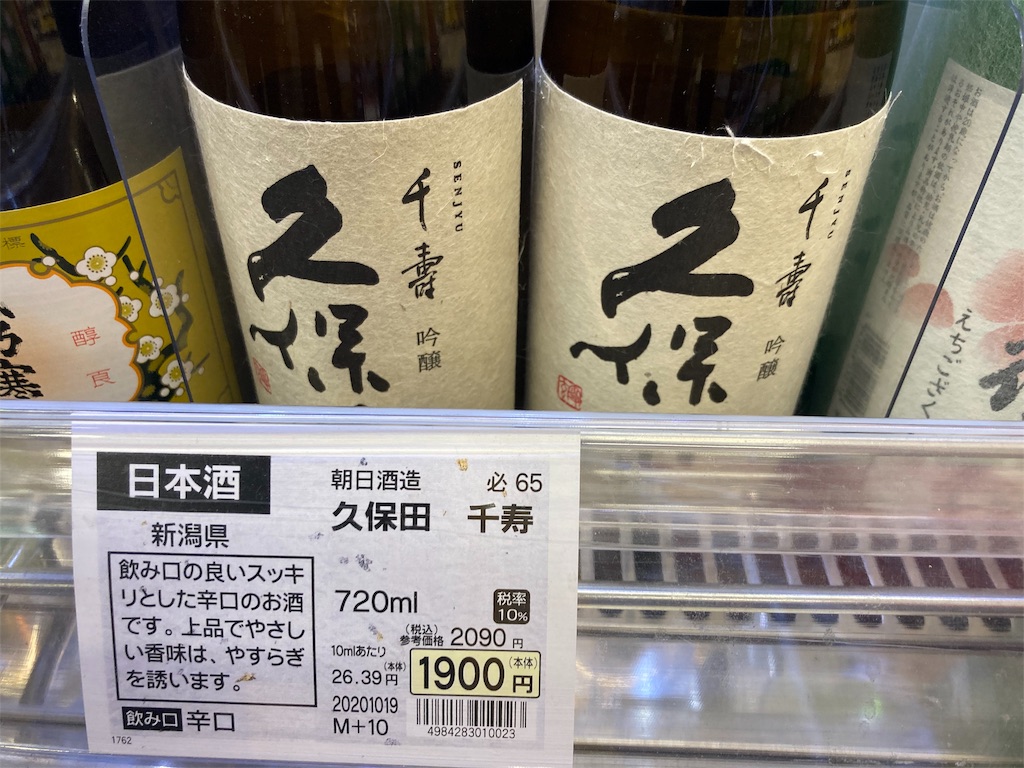 SENJYU
千寿
吟醸
久保
SENJYU
千寿
吟醸
久保
醇
良
えちごさく
日本酒
朝日酒造
必65
新潟県
久保田 千寿
飲み口の良いスッキ
リとした辛口のお酒
です。上品でやさし
い香味は、やすらぎ
を誘います。
飲み口 辛口
1762
720ml
税率
10%
(税込)
参考価格 2090円
10mlあたり
(本体)
26.39円
1900円
(本体)
20201019
M+10
4984283010023